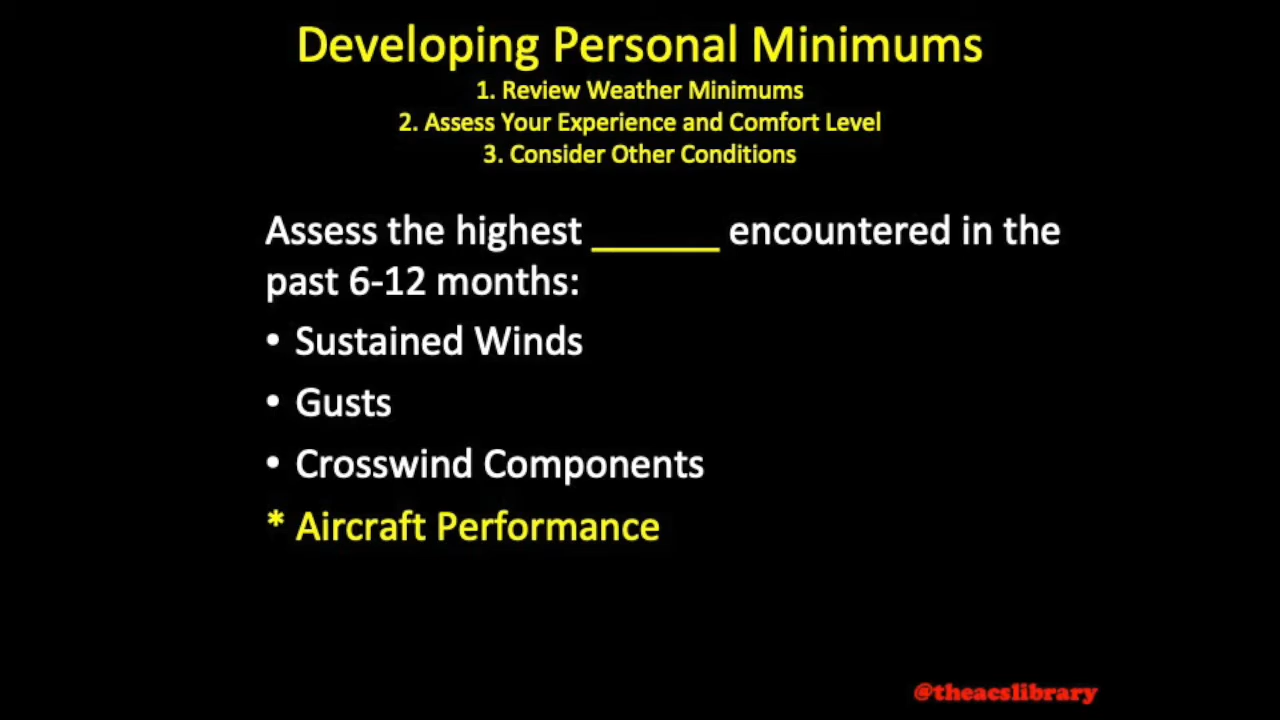 Developing Personal Minimums
1. Review Weather Minimums
2. Assess Your Experience and Comfort Level
3. Consider Other Conditions
Assess the highest ______ encountered in the
past 6-12 months:
• Sustained Winds
• Gusts
• Crosswind Components
* Aircraft Performance
@theacslibrary